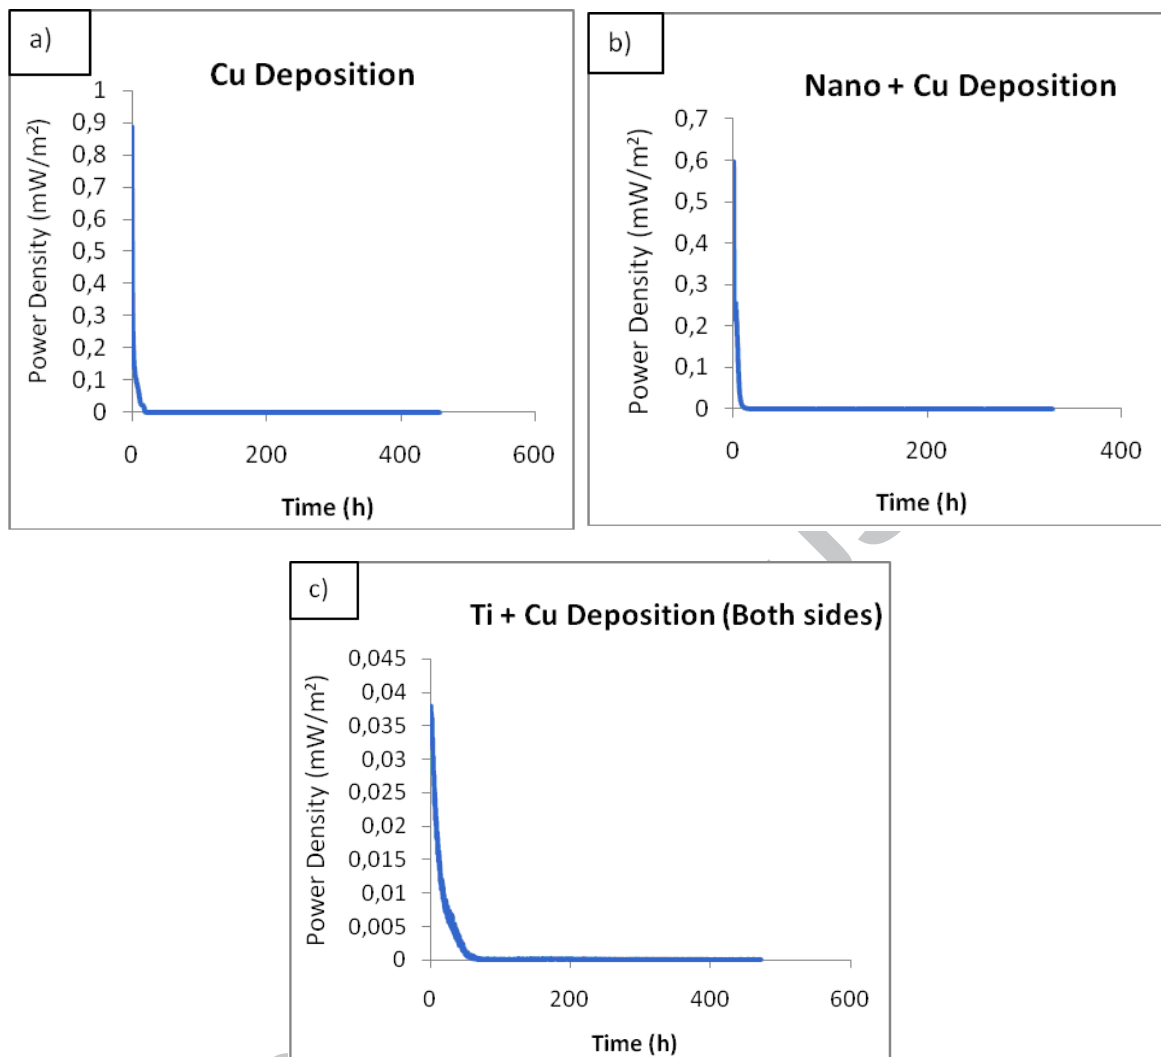 a)
Cu Deposition
Power Density (mW/m²)
1
0,9
0,8
0,7
0,6
0,5
0,4
0,3
0,2
0,1
0
0 200 400 600
Time (h)
b)
Nano + Cu Deposition
Power Density (mW/m²)
0,7
0,6
0,5
0,4
0,3
0,2
0,1
0
0 200 400
Time (h)
c)
Ti + Cu Deposition (Both sides)
Power Density (mW/m²)
0,045
0,04
0,035
0,03
0,025
0,02
0,015
0,01
0,005
0
0 200 400 600
Time (h)